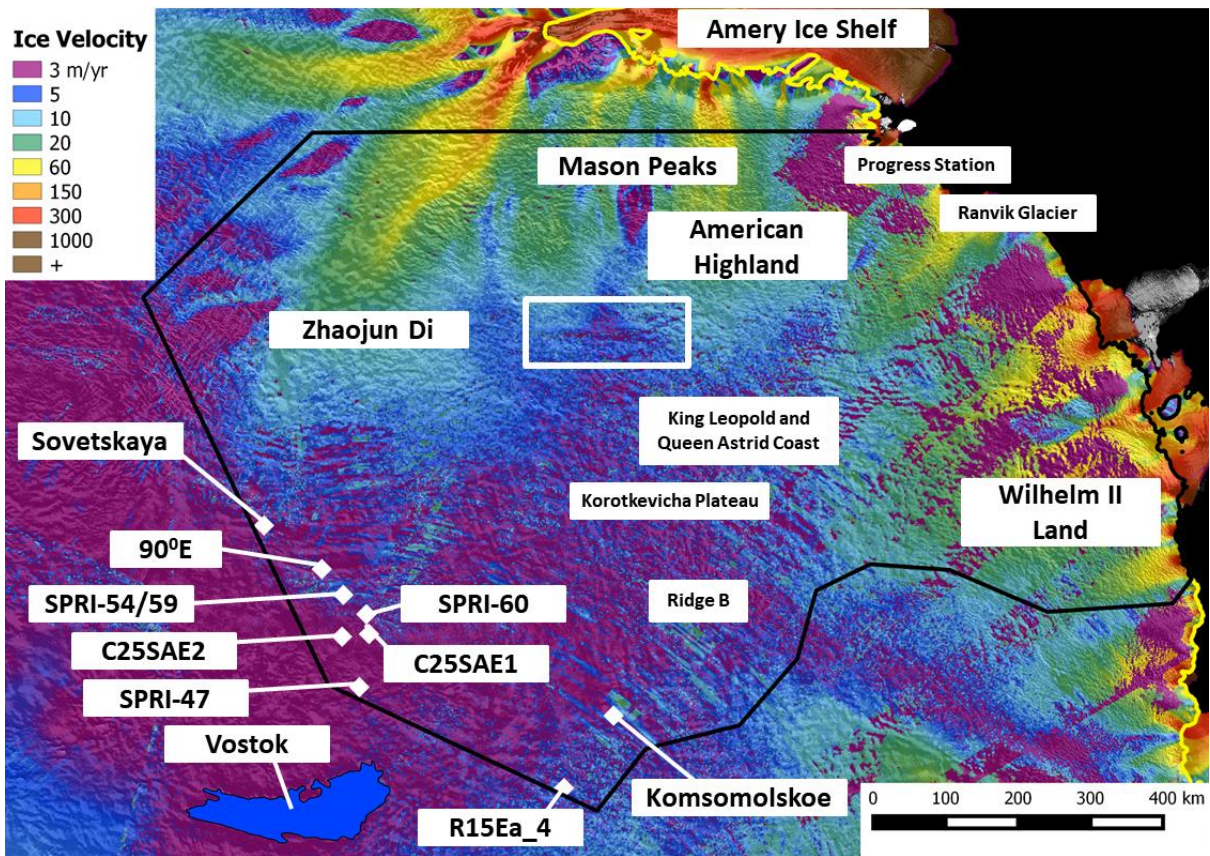 Ice Velocity
3 m/yr
5
10
20
60
150
300
1000
+
Amery Ice Shelf
Mason Peaks
Progress Station
Ranvik Glacier
American
Highland
Zhaojun Di
King Leopold and
Queen Astrid Coast
Sovetskaya
Korotkevicha Plateau
Wilhelm II
Land
90⁰E
SPRI-54/59
SPRI-60
Ridge B
C25SAE2
C25SAE1
SPRI-47
Vostok
Komsomolskoe
R15Ea_4
0 100 200 300 400 km